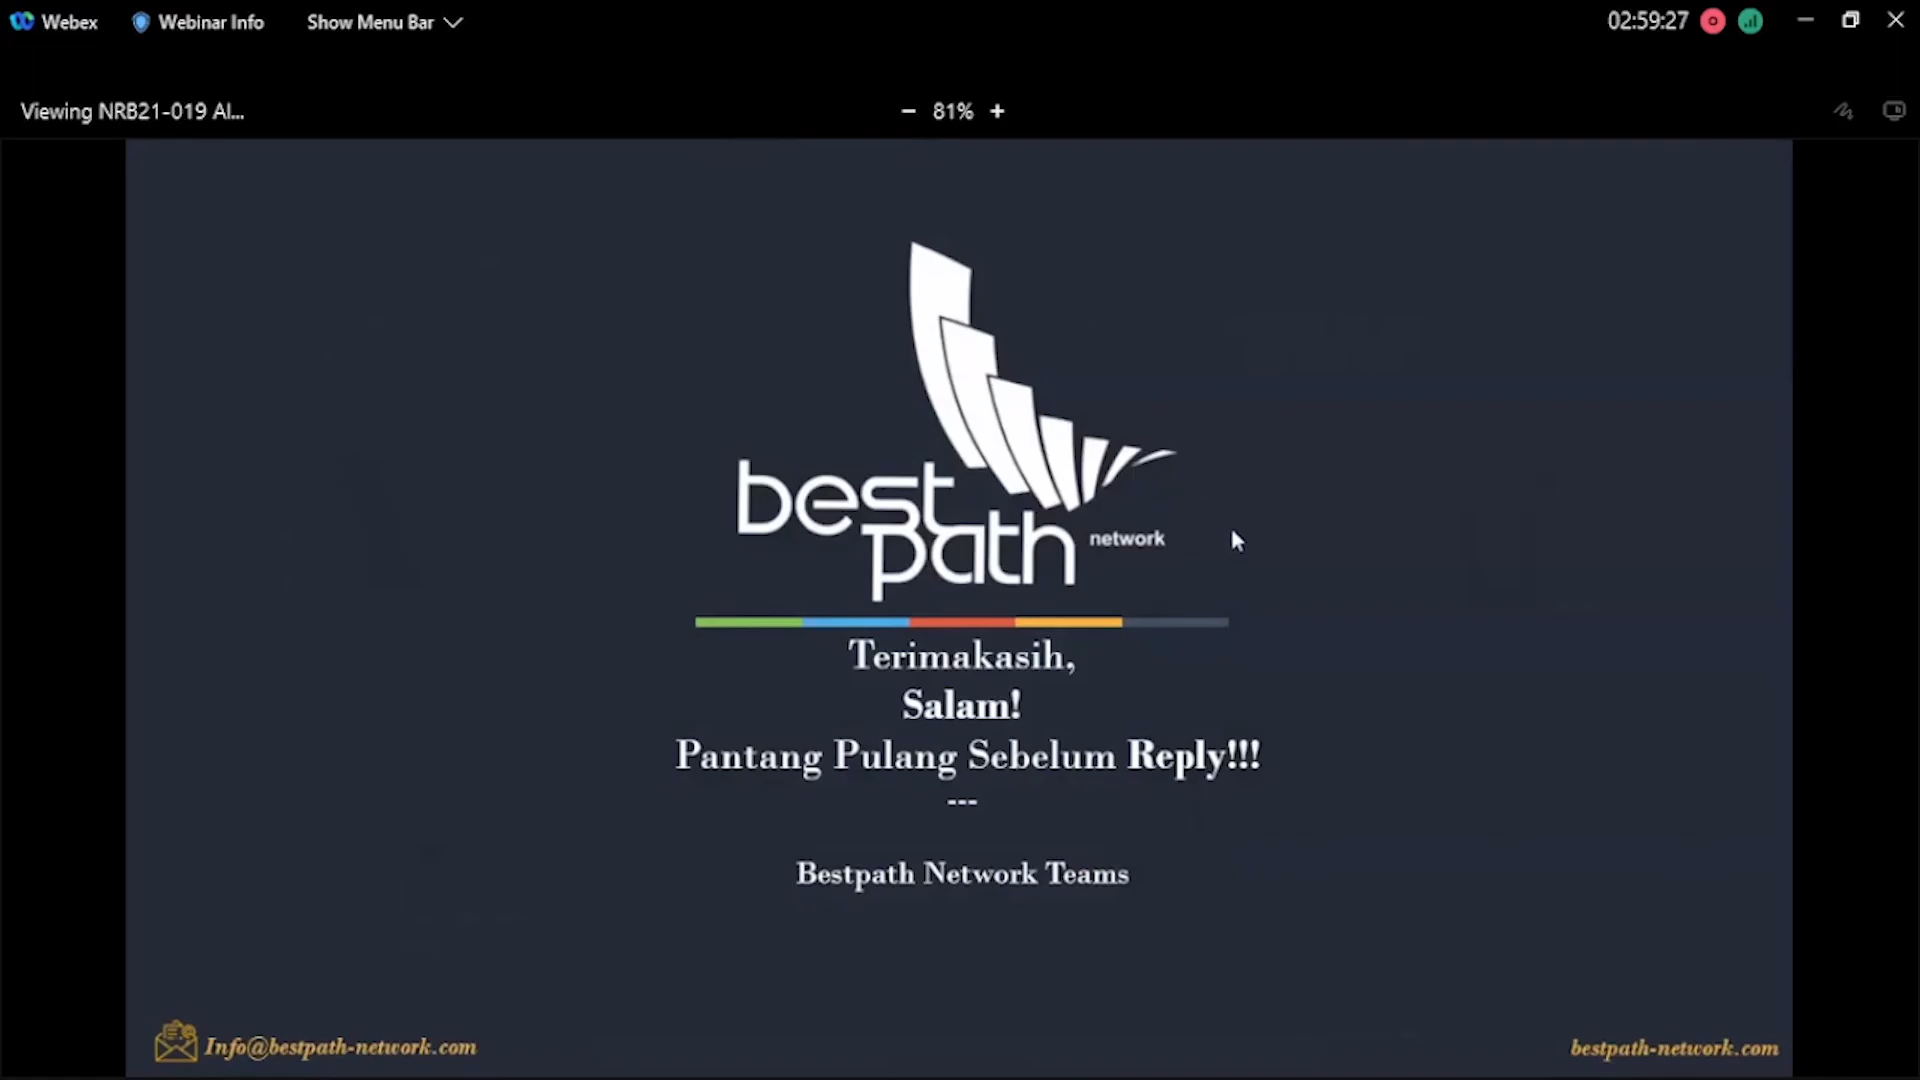 Webex Webinar Info Show Menu Bar 02:59:27
Viewing NRB21-019 Al... − 81% +
best
path network
Terimakasih,
Salam!
Pantang Pulang Sebelum Reply!!!
---
Bestpath Network Teams
Info@bestpath-network.com bestpath-network.com